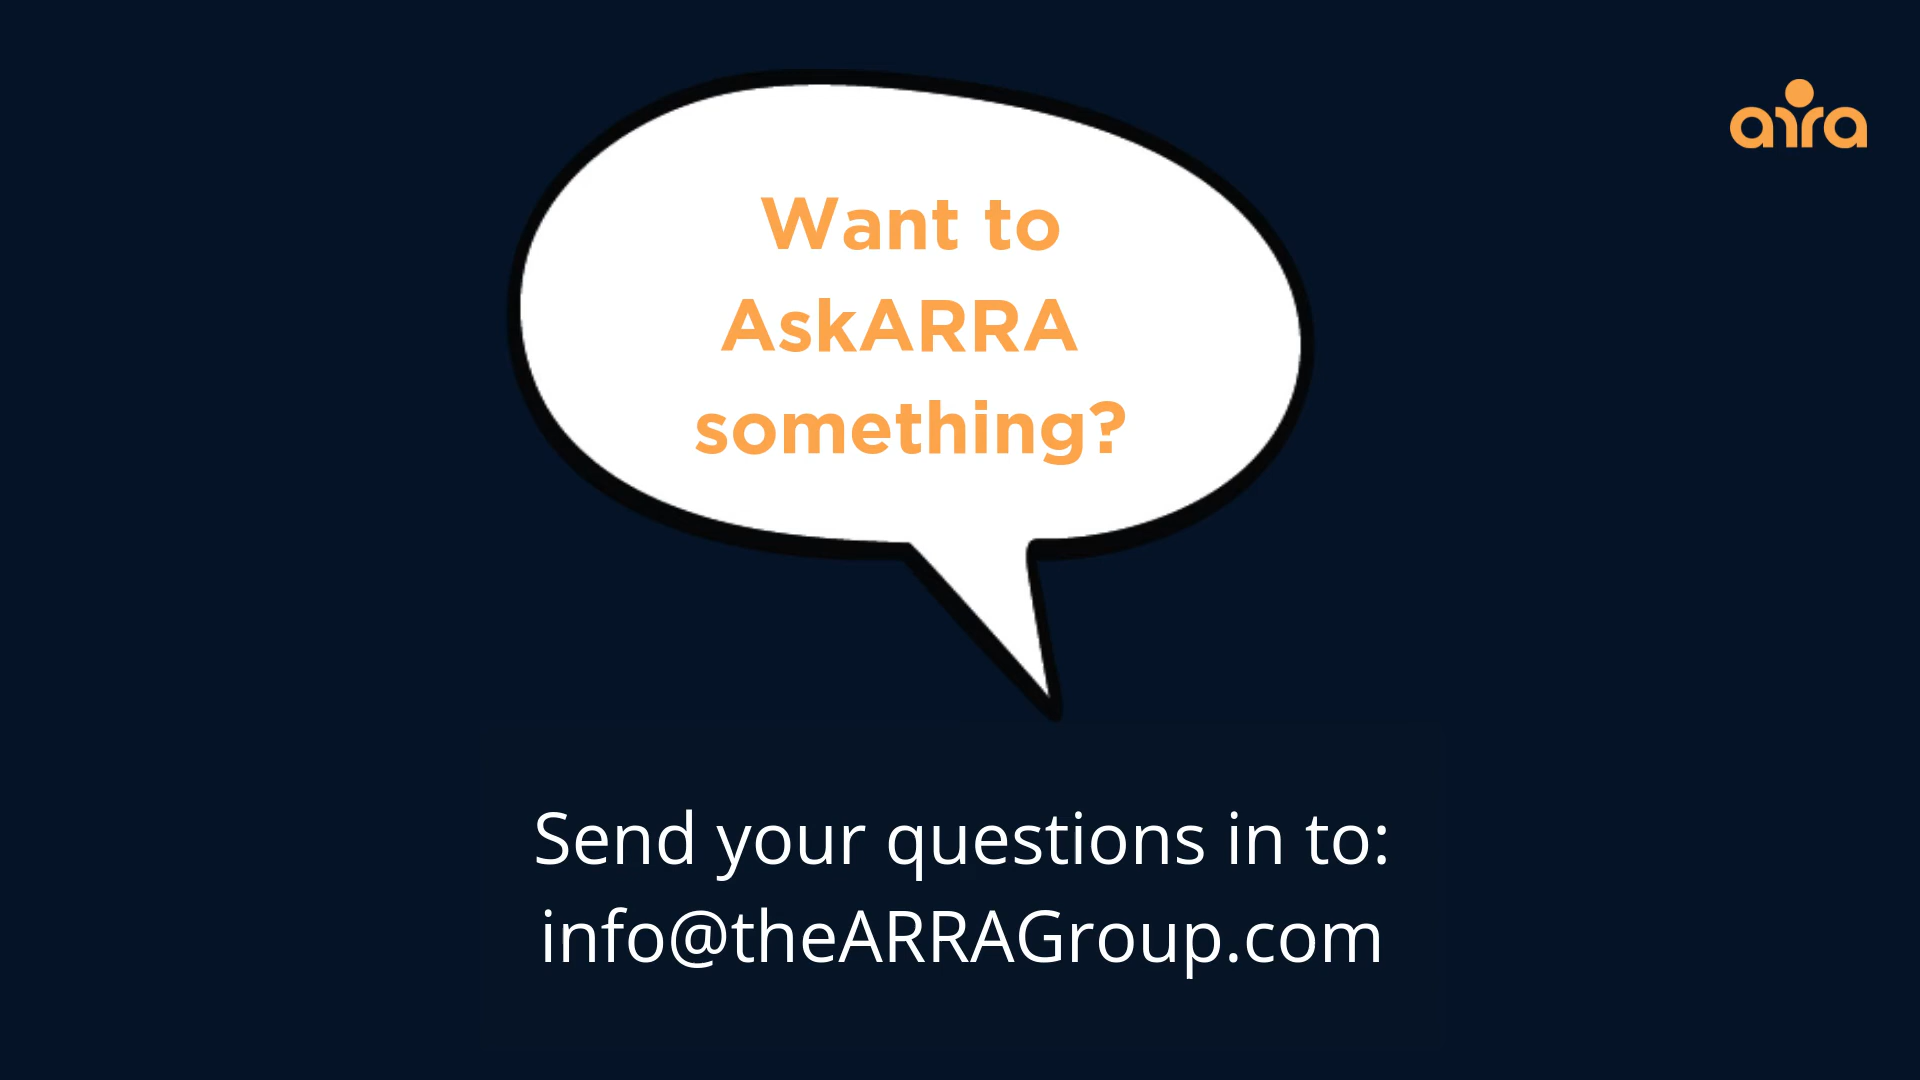 arra
Want to
AskARRA
something?
Send your questions in to:
info@theARRAGroup.com